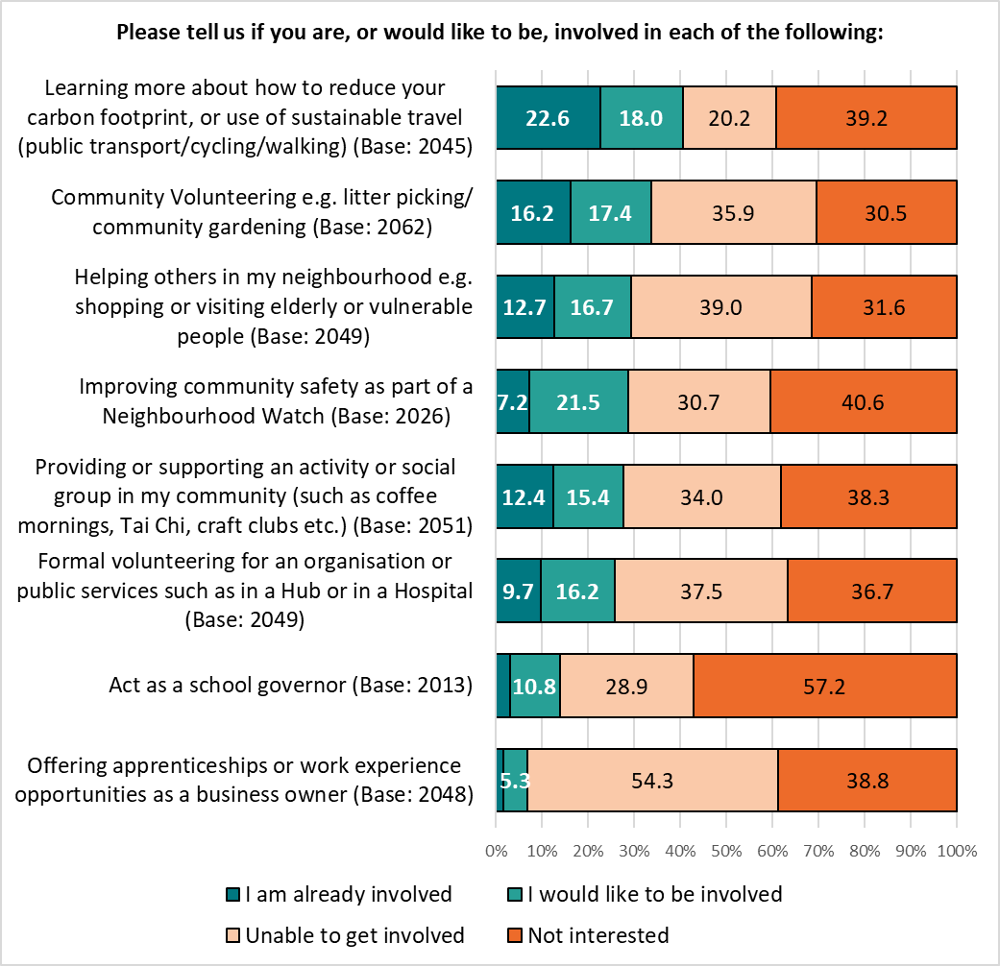 Please tell us if you are, or would like to be, involved in each of the following:
Learning more about how to reduce your
carbon footprint, or use of sustainable travel
(public transport/cycling/walking) (Base: 2045)
22.6 18.0 20.2 39.2
Community Volunteering e.g. litter picking/
community gardening (Base: 2062)
16.2 17.4 35.9 30.5
Helping others in my neighbourhood e.g.
shopping or visiting elderly or vulnerable
people (Base: 2049)
12.7 16.7 39.0 31.6
Improving community safety as part of a
Neighbourhood Watch (Base: 2026)
7.2 21.5 30.7 40.6
Providing or supporting an activity or social
group in my community (such as coffee
mornings, Tai Chi, craft clubs etc.) (Base: 2051)
12.4 15.4 34.0 38.3
Formal volunteering for an organisation or
public services such as in a Hub or in a Hospital
(Base: 2049)
9.7 16.2 37.5 36.7
Act as a school governor (Base: 2013)
10.8 28.9 57.2
Offering apprenticeships or work experience
opportunities as a business owner (Base: 2048)
5.3 54.3 38.8
0% 10% 20% 30% 40% 50% 60% 70% 80% 90% 100%
I am already involved I would like to be involved
Unable to get involved Not interested